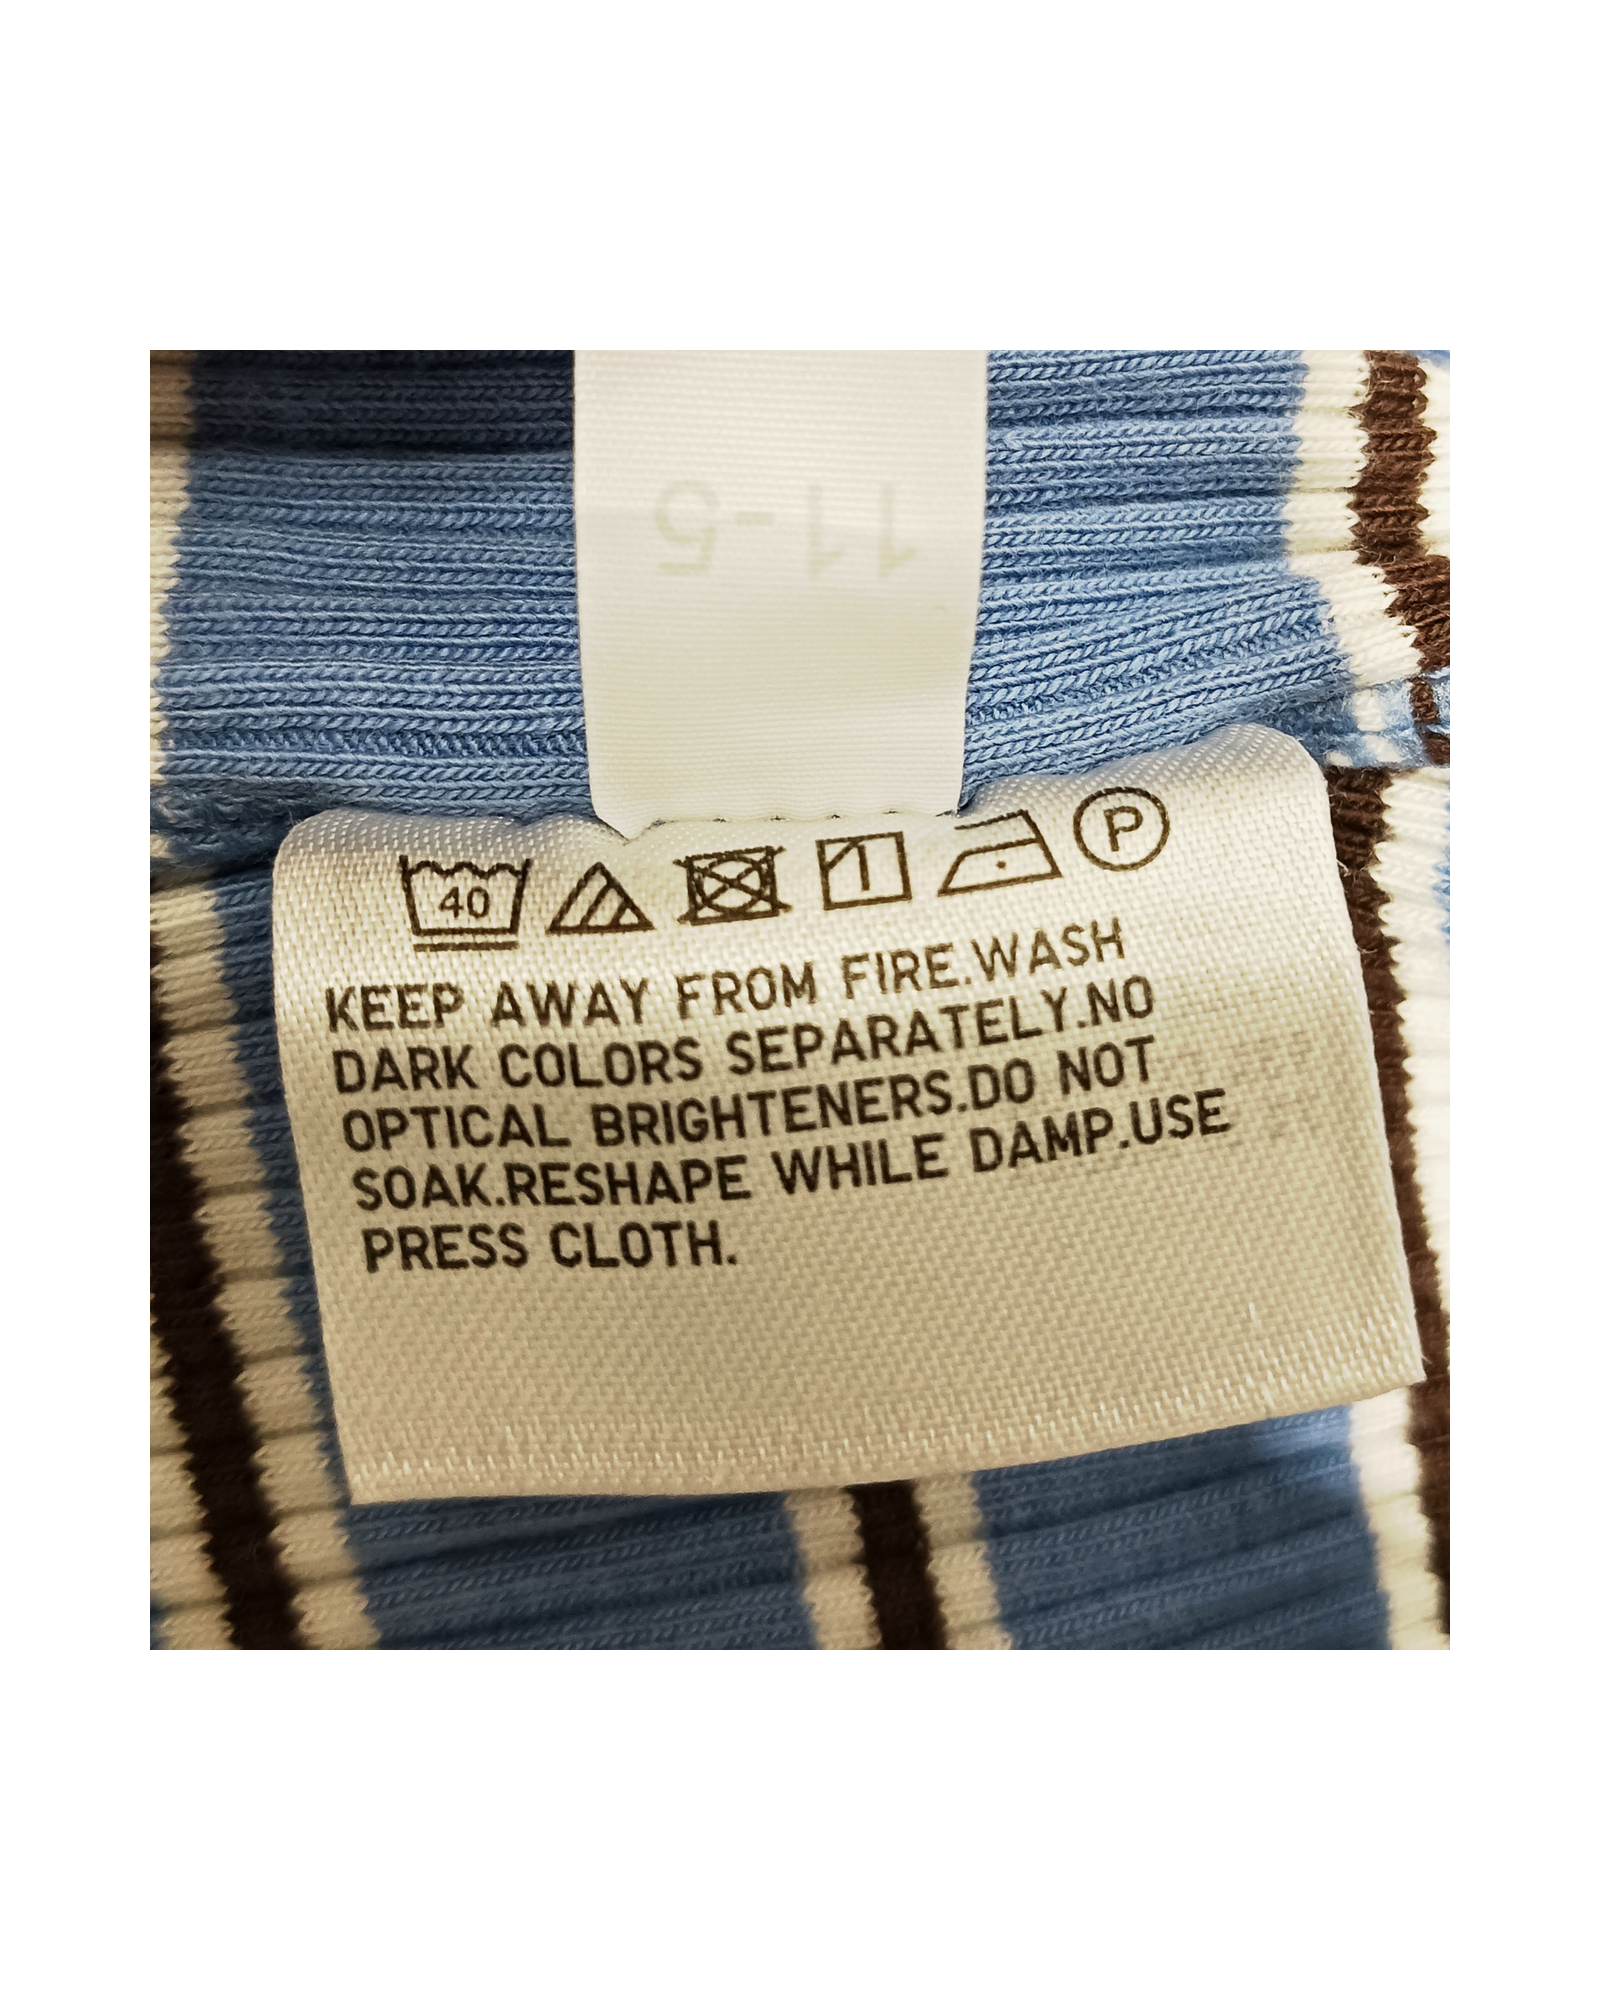 11-5
40
P
KEEP AWAY FROM FIRE.WASH
DARK COLORS SEPARATELY.NO
OPTICAL BRIGHTENERS.DO NOT
SOAK.RESHAPE WHILE DAMP.USE
PRESS CLOTH.